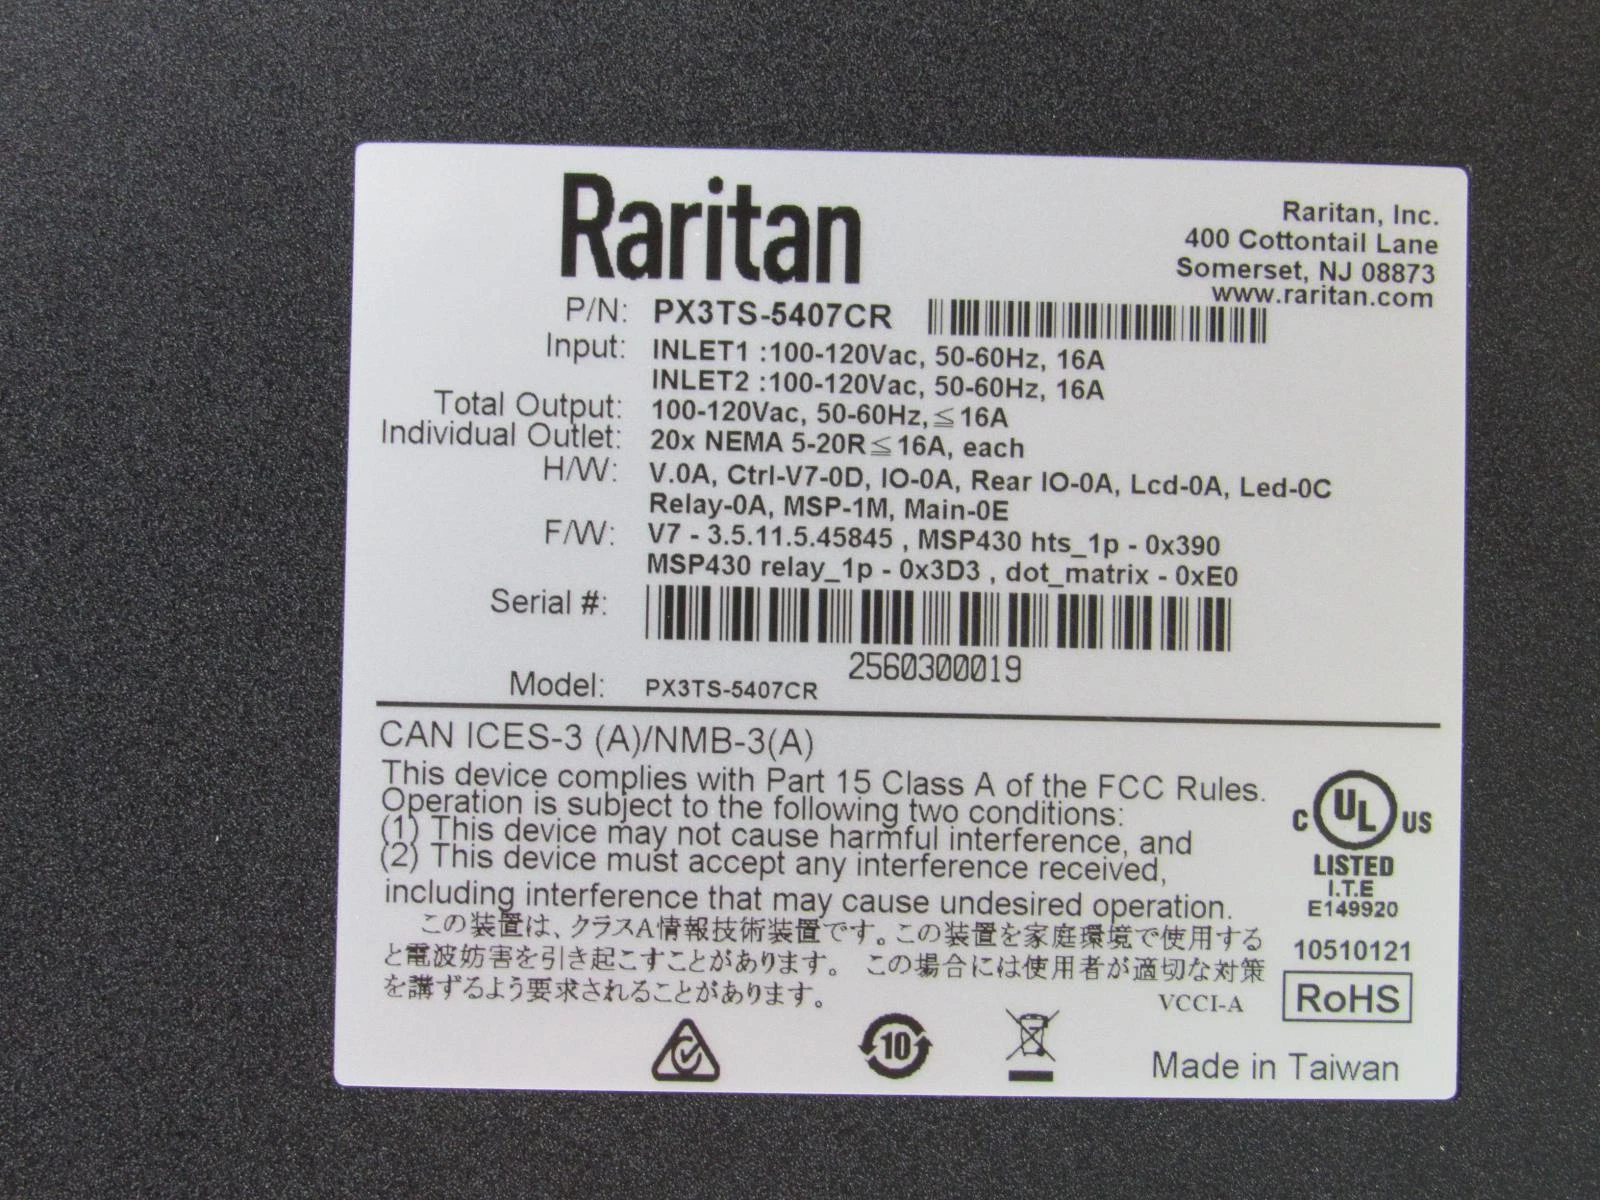 Raritan
Raritan, Inc.
400 Cottontail Lane
Somerset, NJ 08873
www.raritan.com
P/N: PX3TS-5407CR
Input: INLET1 :100-120Vac, 50-60Hz, 16A
INLET2 :100-120Vac, 50-60Hz, 16A
Total Output: 100-120Vac, 50-60Hz,≦16A
Individual Outlet: 20x NEMA 5-20R≦16A, each
H/W: V.0A, Ctrl-V7-0D, IO-0A, Rear IO-0A, Lcd-0A, Led-0C
Relay-0A, MSP-1M, Main-0E
F/W: V7 - 3.5.11.5.45845 , MSP430 hts_1p - 0x390
MSP430 relay_1p - 0x3D3 , dot_matrix - 0xE0
Serial #:
2560300019
Model: PX3TS-5407CR
CAN ICES-3 (A)/NMB-3(A)
This device complies with Part 15 Class A of the FCC Rules.
Operation is subject to the following two conditions:
(1) This device may not cause harmful interference, and
(2) This device must accept any interference received,
including interference that may cause undesired operation.
この装置は、クラスA情報技術装置です。この装置を家庭環境で使用する
と電波妨害を引き起こすことがあります。 この場合には使用者が適切な対策
を講ずるよう要求されることがあります。
VCCI-A
C UL US
LISTED
I.T.E
E149920
10510121
RoHS
10
Made in Taiwan